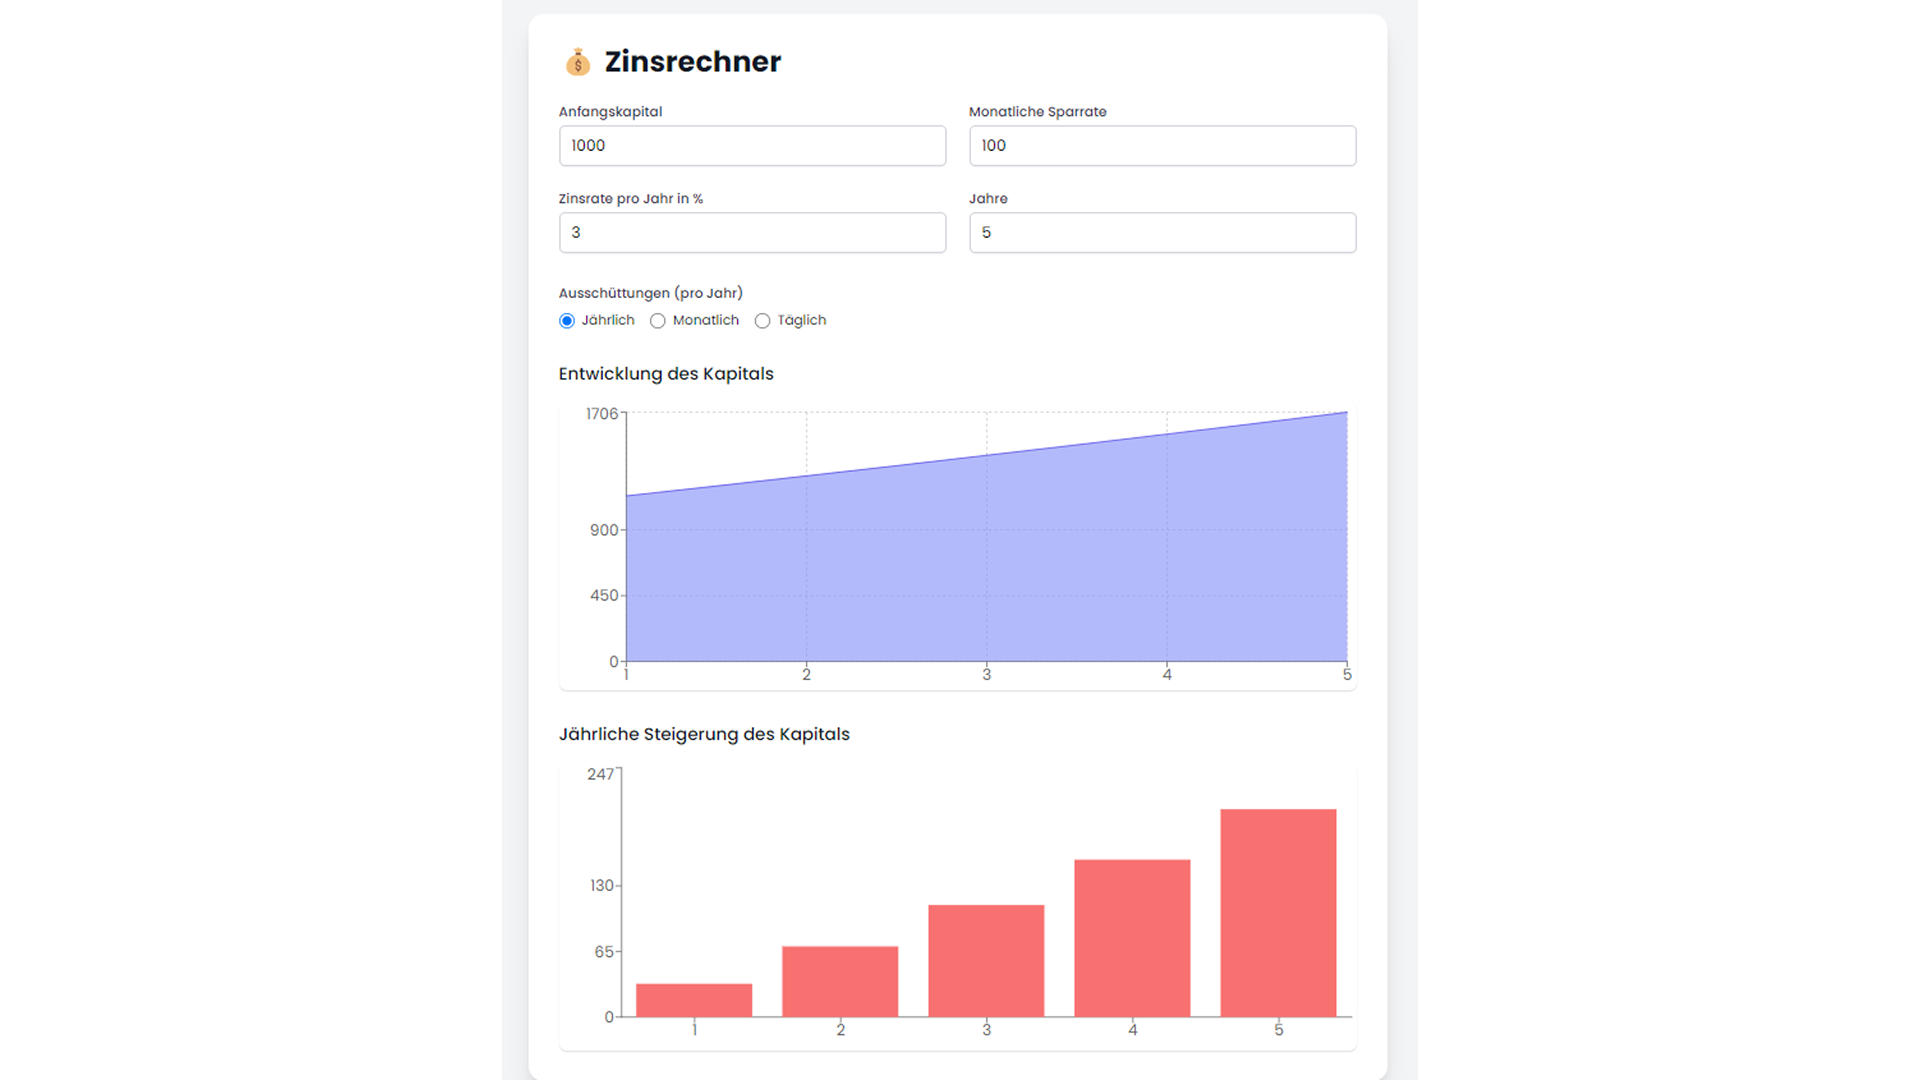 Zinsrechner
Anfangskapital
Monatliche Sparrate
1000
100
Zinsrate pro Jahr in %
Jahre
3
5
Ausschüttungen (pro Jahr)
Jährlich
Monatlich
Täglich
Entwicklung des Kapitals
1706
900
450
0
1 2 3 4 5
Jährliche Steigerung des Kapitals
247
130
65
0
1 2 3 4 5